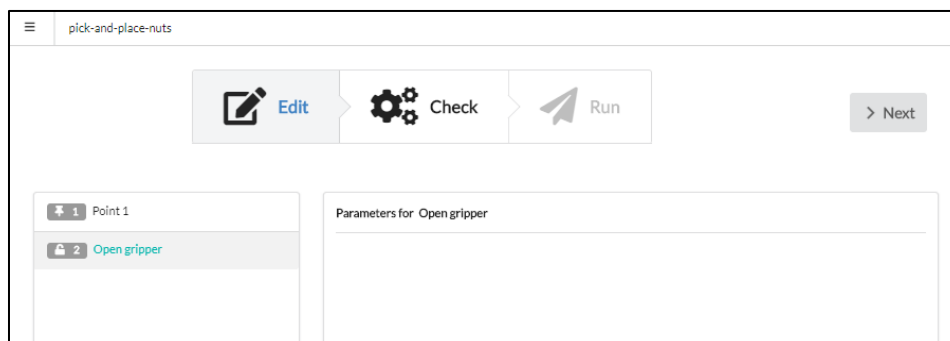 pick-and-place-nuts
Edit Check Run
Next
1 Point 1
2 Open gripper
Parameters for Open gripper